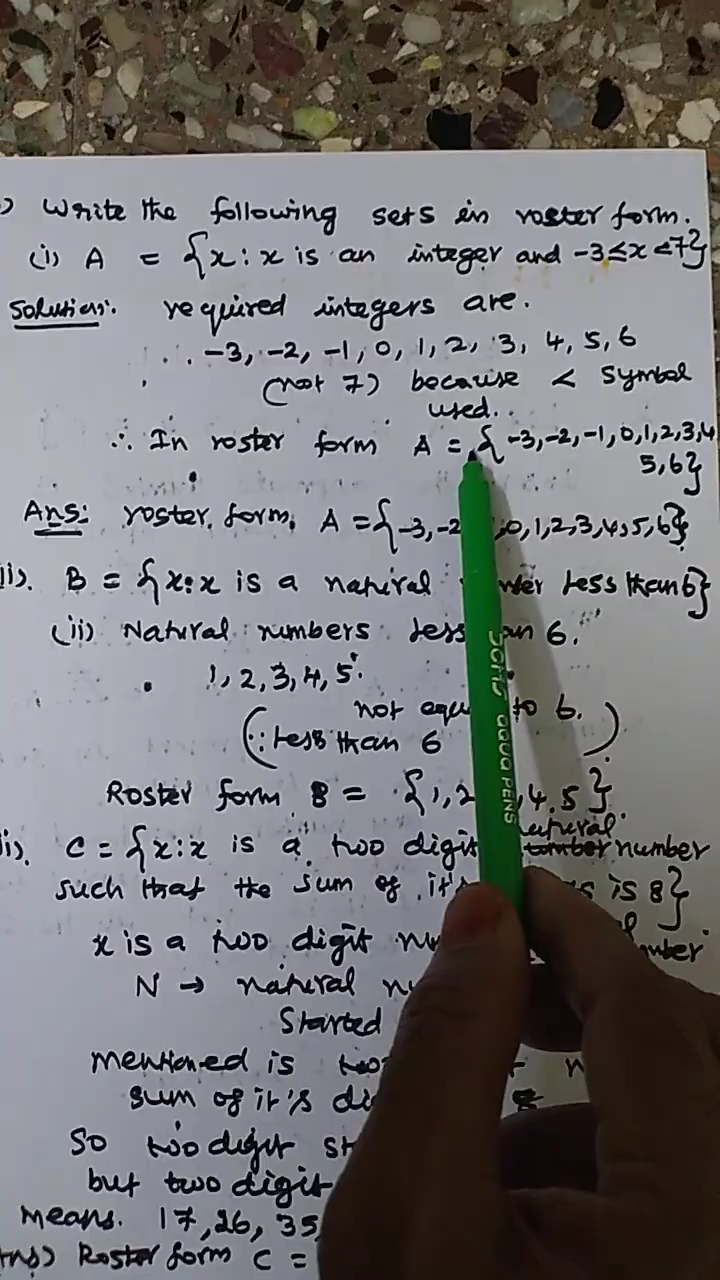 Write the following sets in roster form.
(i) A = {x : x is an integer and -3 ≤ x < 7}
Solution: required integers are.
-3, -2, -1, 0, 1, 2, 3, 4, 5, 6
(not 7) because < symbol
used..
∴ In roster form A = { -3, -2, -1, 0, 1, 2, 3, 4
5, 6}
Ans: roster form, A = {-3, -2 0, 1, 2, 3, 4, 5, 6}
ii). B = {x : x is a natural less than 6}
(ii) Natural numbers 6.
1, 2, 3, 4, 5.
not to 6.
(∵ less than 6 )
Roster form B = {1, 2 , 4, 5}
natural
C = {x : x is a two digit number
such that the sum of is 8}
x is a two digit
N → natural
Started
mentioned is
sum of it's
So two digit
but two digit
means. 17, 26, 35,
Roster form C =
DOMS AQUA PENS